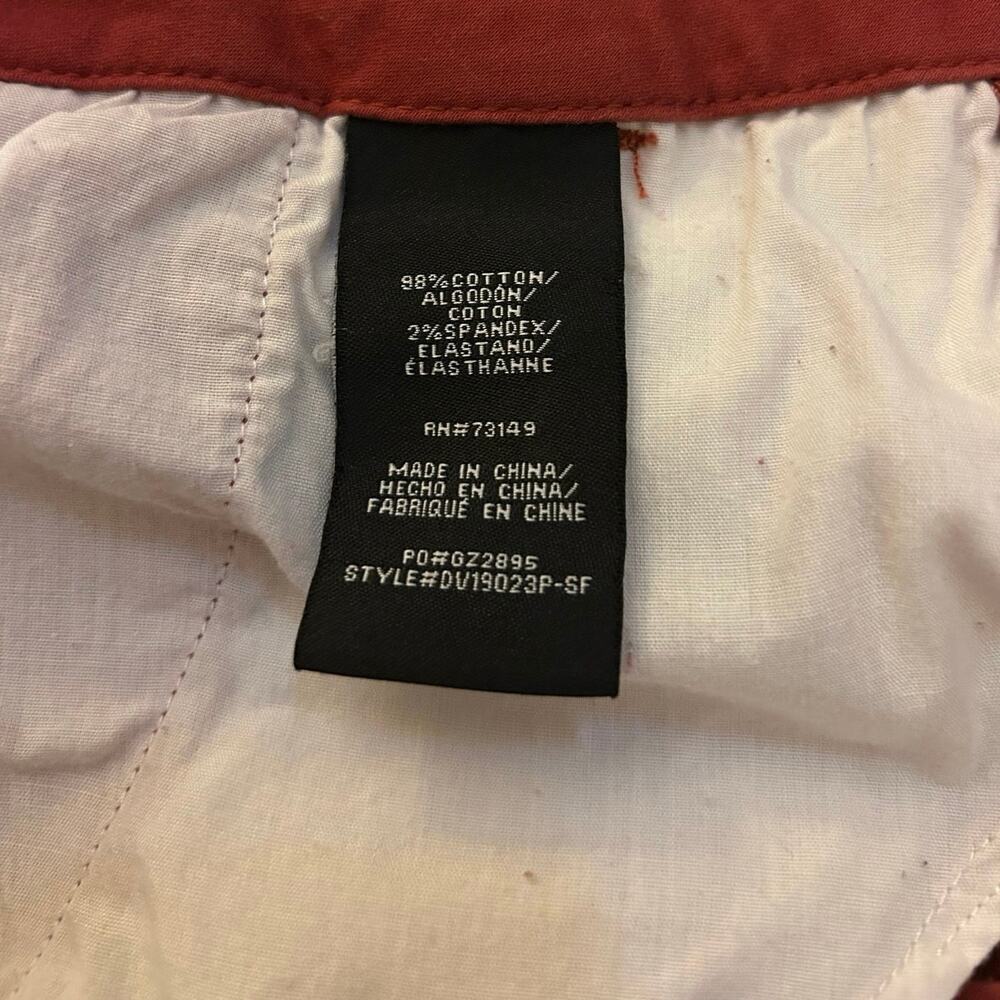 98%COTTON/
ALGODÓN/
COTON
2%SPANDEX/
ELASTANO/
ÉLASTHANNE
RN#73149
MADE IN CHINA/
HECHO EN CHINA/
FABRIQUÉ EN CHINE
PO#GZ2895
STYLE#DV19023P-SF